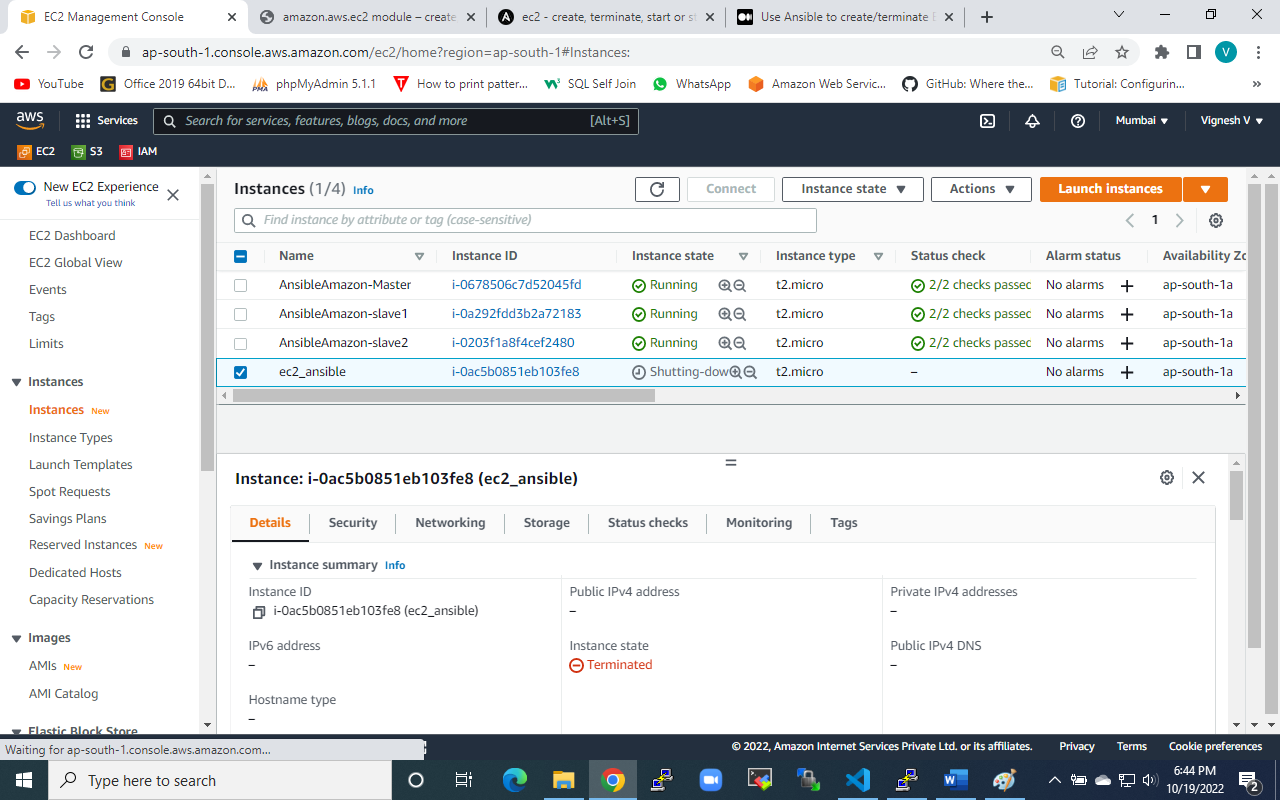 EC2 Management Console
amazon.aws.ec2 module – create
ec2 - create, terminate, start or st
Use Ansible to create/terminate E
ap-south-1.console.aws.amazon.com/ec2/home?region=ap-south-1#Instances:
V
YouTube
Office 2019 64bit D...
phpMyAdmin 5.1.1
How to print patter...
SQL Self Join
WhatsApp
Amazon Web Servic...
GitHub: Where the...
Tutorial: Configurin...
»
aws
Services
Search for services, features, blogs, docs, and more
[Alt+S]
Mumbai
Vignesh V
EC2
S3
IAM
New EC2 Experience
Tell us what you think
EC2 Dashboard
EC2 Global View
Events
Tags
Limits
Instances
Instances New
Instance Types
Launch Templates
Spot Requests
Savings Plans
Reserved Instances New
Dedicated Hosts
Capacity Reservations
Images
AMIs New
AMI Catalog
Elastic Block Store
Instances (1/4) Info
Connect
Instance state
Actions
Launch instances
Find instance by attribute or tag (case-sensitive)
1
Name Instance ID Instance state Instance type Status check Alarm status Availability Zo
AnsibleAmazon-Master i-0678506c7d52045fd Running t2.micro 2/2 checks passed No alarms ap-south-1a
AnsibleAmazon-slave1 i-0a292fdd3b2a72183 Running t2.micro 2/2 checks passed No alarms ap-south-1a
AnsibleAmazon-slave2 i-0203f1a8f4cef2480 Running t2.micro 2/2 checks passed No alarms ap-south-1a
ec2_ansible i-0ac5b0851eb103fe8 Shutting-dow t2.micro – No alarms ap-south-1a
Instance: i-0ac5b0851eb103fe8 (ec2_ansible)
Details Security Networking Storage Status checks Monitoring Tags
Instance summary Info
Instance ID
i-0ac5b0851eb103fe8 (ec2_ansible)
Public IPv4 address
–
Private IPv4 addresses
–
IPv6 address
–
Instance state
Terminated
Public IPv4 DNS
–
Hostname type
–
Waiting for ap-south-1.console.aws.amazon.com...
© 2022, Amazon Internet Services Private Ltd. or its affiliates.
Privacy
Terms
Cookie preferences
Type here to search
6:44 PM
10/19/2022
2